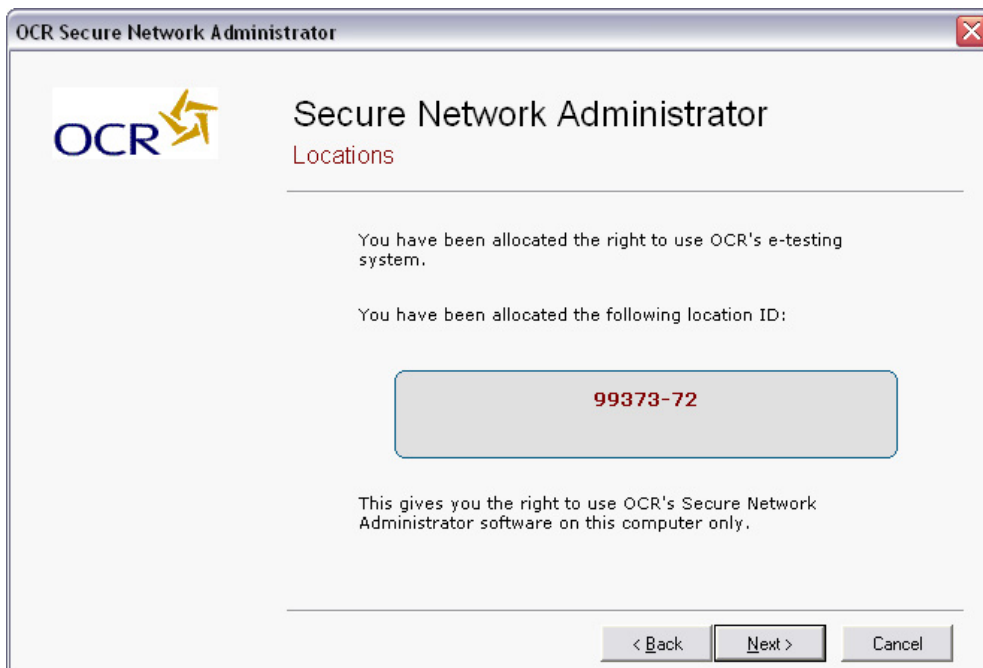 OCR Secure Network Administrator
OCR
Secure Network Administrator
Locations
You have been allocated the right to use OCR's e-testing
system.
You have been allocated the following location ID:
99373-72
This gives you the right to use OCR's Secure Network
Administrator software on this computer only.
< Back Next > Cancel